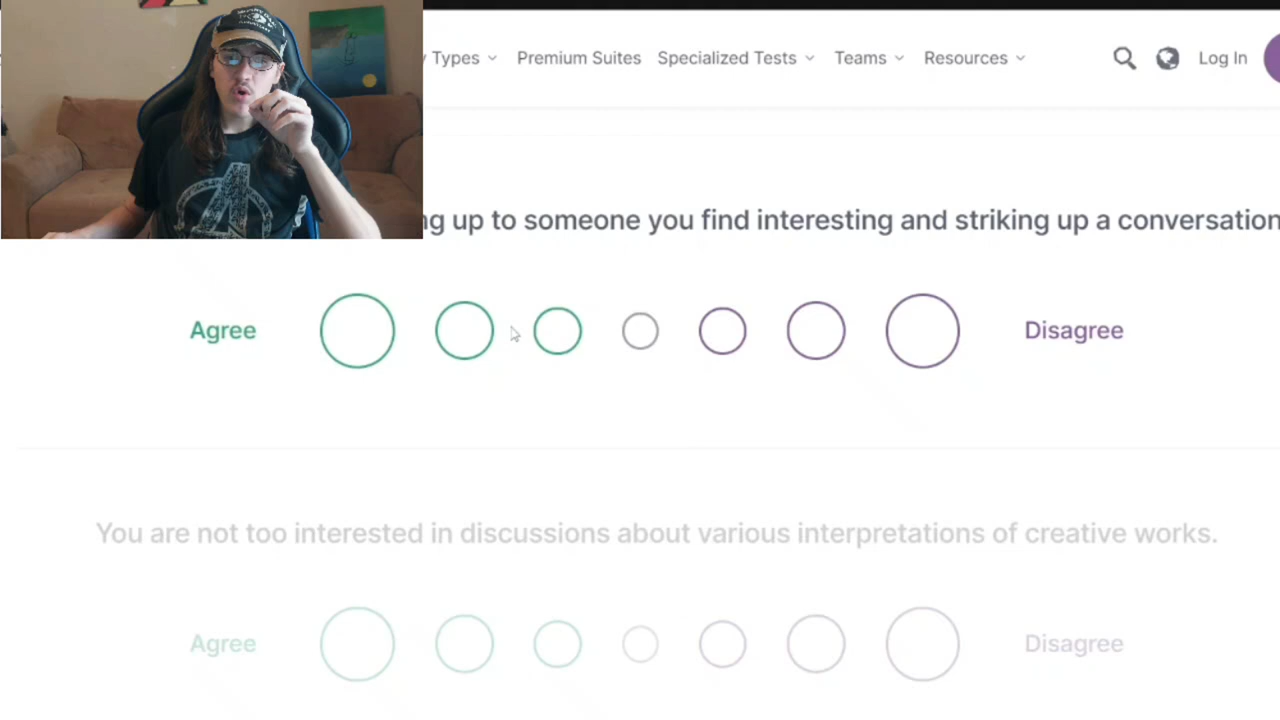 Types Premium Suites Specialized Tests Teams Resources Log In
up to someone you find interesting and striking up a conversation
Agree Disagree
You are not too interested in discussions about various interpretations of creative works.
Agree Disagree